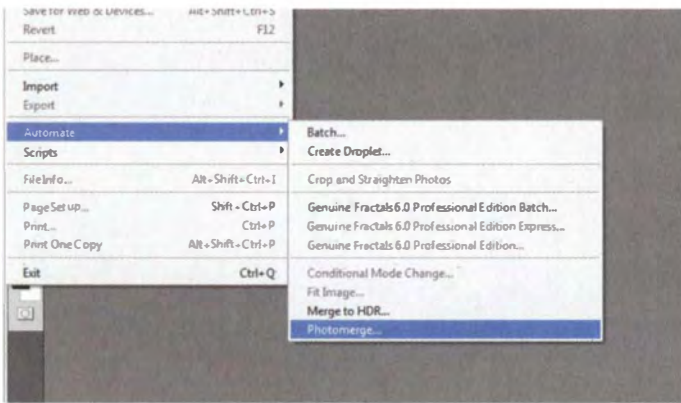 Save for Web & Devices... Alt+Shift+Ctrl+S
Revert F12
Place...
Import
Export
Automate
Scripts
File Info... Alt+Shift+Ctrl+I
Page Setup... Shift+Ctrl+P
Print... Ctrl+P
Print One Copy Alt+Shift+Ctrl+P
Exit Ctrl+Q
Batch...
Create Droplet...
Crop and Straighten Photos
Genuine Fractals 6.0 Professional Edition Batch...
Genuine Fractals 6.0 Professional Edition Express...
Genuine Fractals 6.0 Professional Edition...
Conditional Mode Change...
Fit Image...
Merge to HDR...
Photomerge...